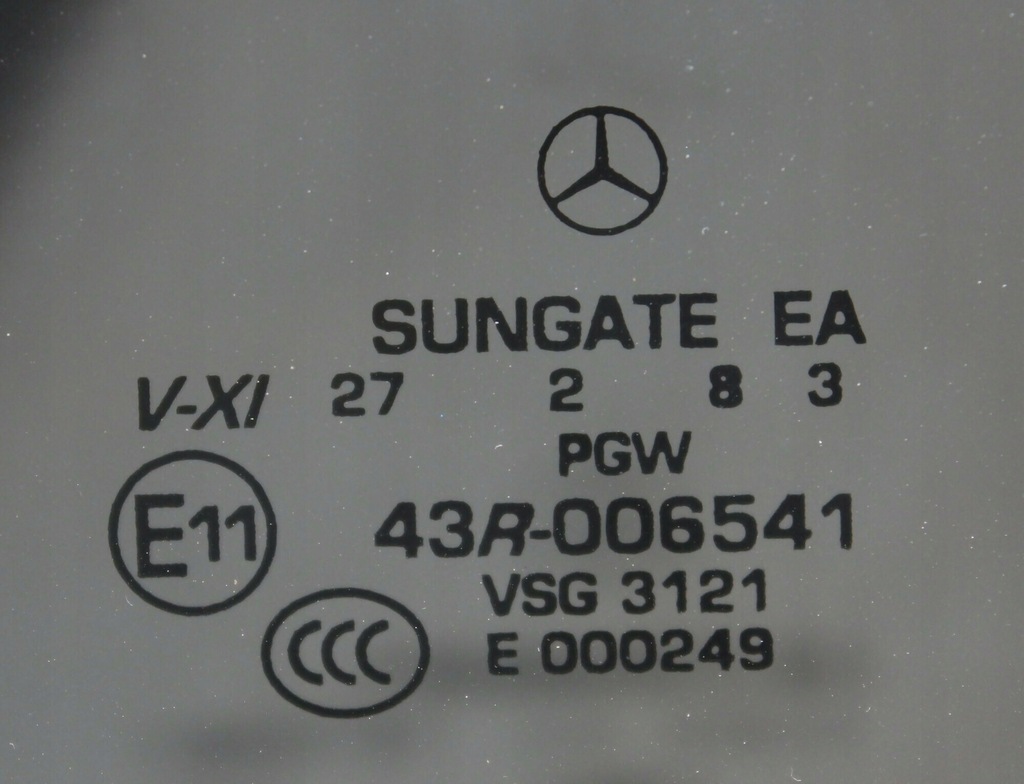 SUNGATE EA
V-XI 27 2 8 3
PGW
E11 43R-006541
VSG 3121
CCC E 000249